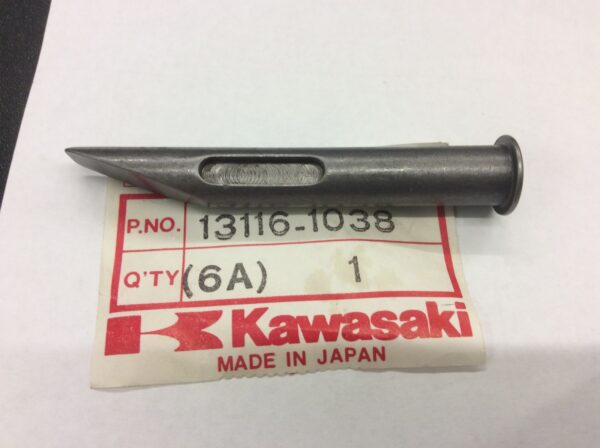 P.NO. 13116-1038
Q'TY (6A) 1
Kawasaki
MADE IN JAPAN